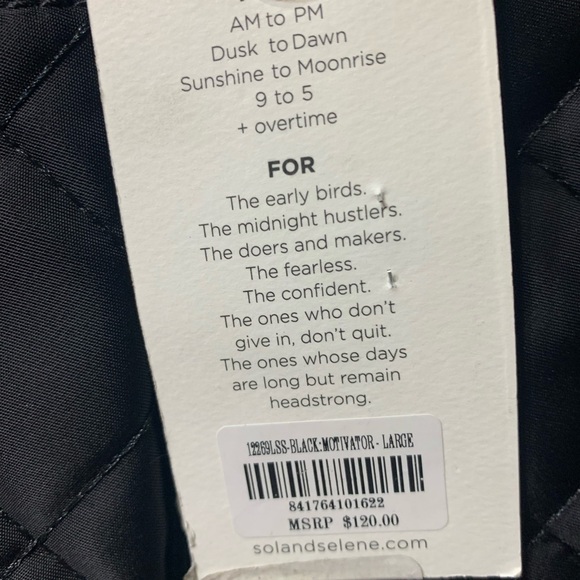 AM to PM
Dusk to Dawn
Sunshine to Moonrise
9 to 5
+ overtime
FOR
The early birds.
The midnight hustlers.
The doers and makers.
The fearless.
The confident.
The ones who don't
give in, don't quit.
The ones whose days
are long but remain
headstrong.
12269LSS-BLACK:MOTIVATOR - LARGE
841764101622
MSRP $120.00
solandselene.com